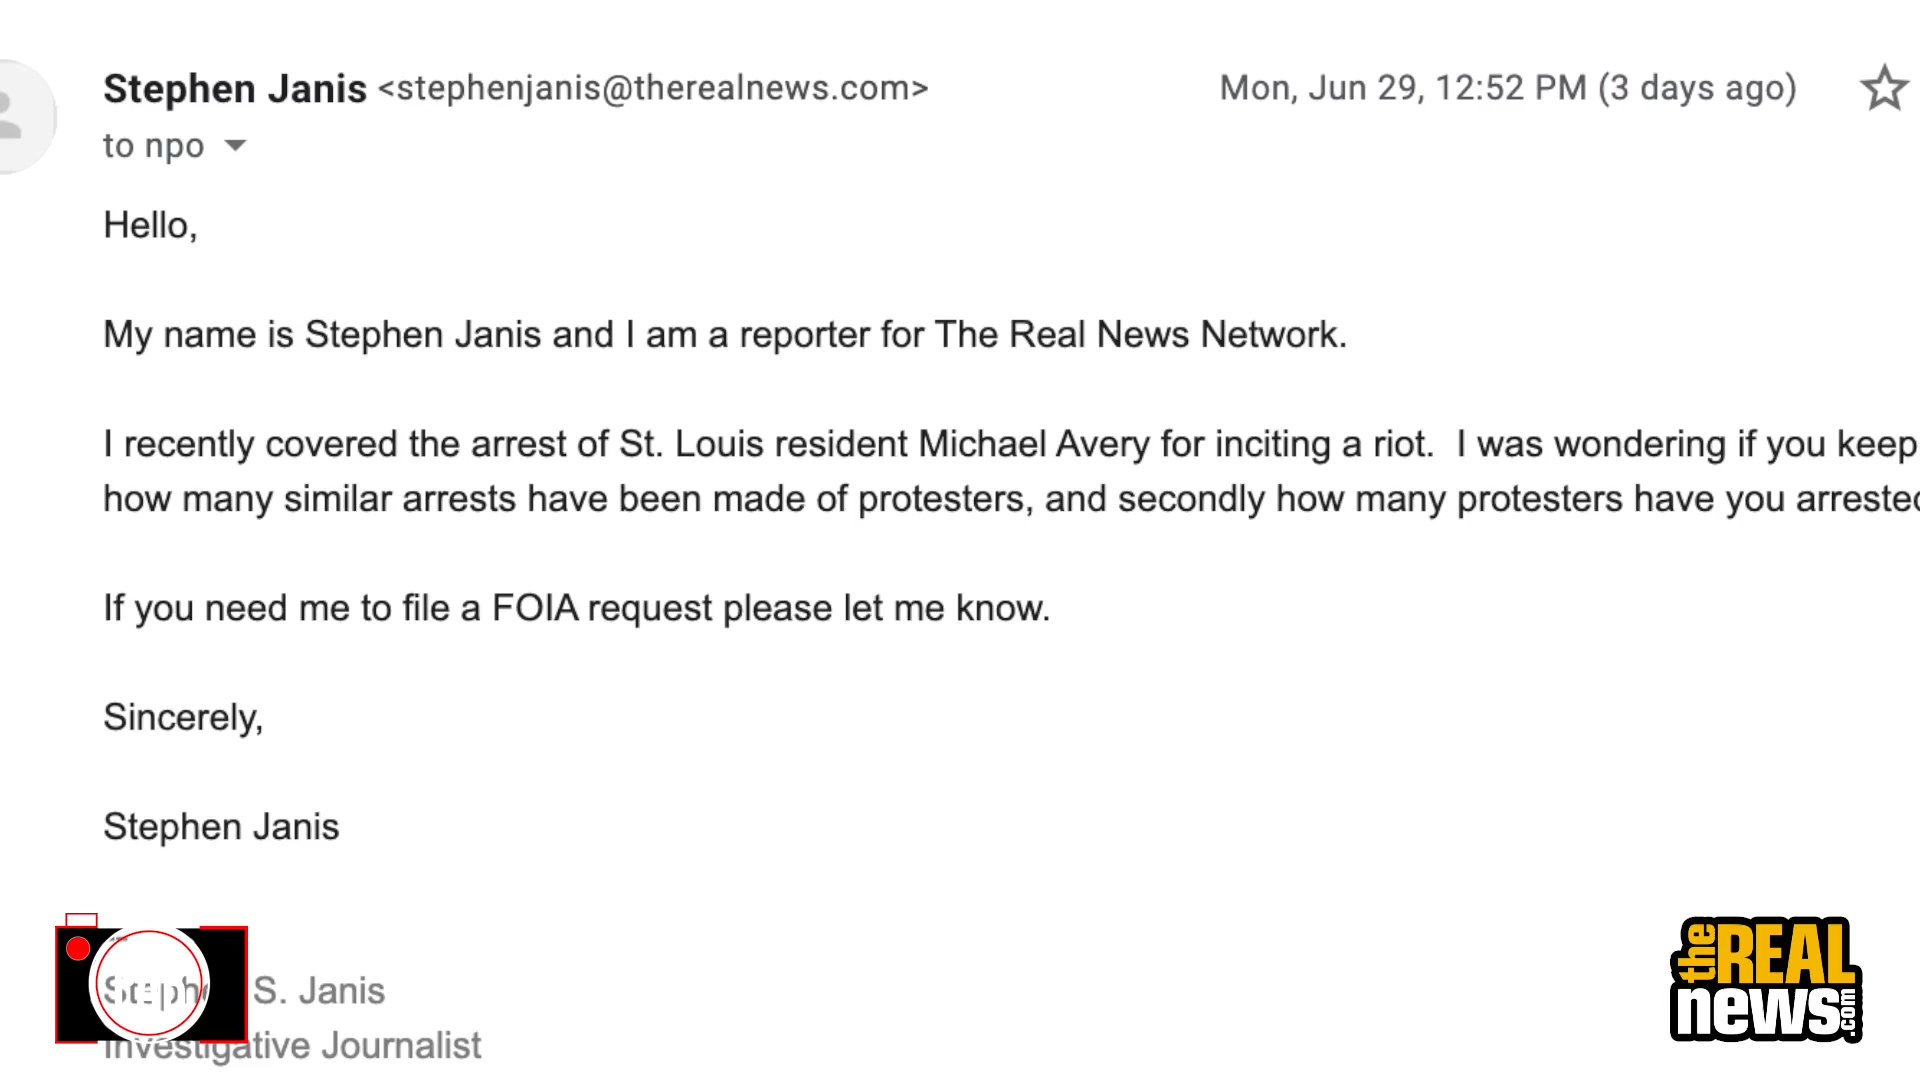 Stephen Janis <stephenjanis@therealnews.com>
Mon, Jun 29, 12:52 PM (3 days ago)
to npo
Hello,
My name is Stephen Janis and I am a reporter for The Real News Network.
I recently covered the arrest of St. Louis resident Michael Avery for inciting a riot. I was wondering if you keep
how many similar arrests have been made of protesters, and secondly how many protesters have you arrested
If you need me to file a FOIA request please let me know.
Sincerely,
Stephen Janis
S. Janis
Investigative Journalist
the REAL
news.com